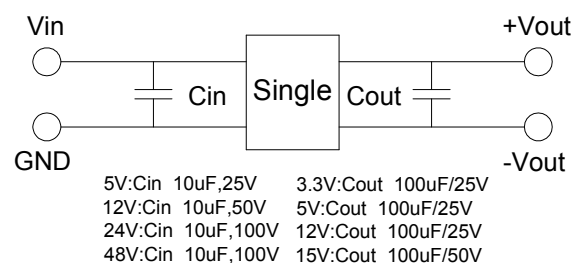 Vin +Vout
Cin Single Cout
GND -Vout
5V:Cin 10uF,25V 3.3V:Cout 100uF/25V
12V:Cin 10uF,50V 5V:Cout 100uF/25V
24V:Cin 10uF,100V 12V:Cout 100uF/25V
48V:Cin 10uF,100V 15V:Cout 100uF/50V